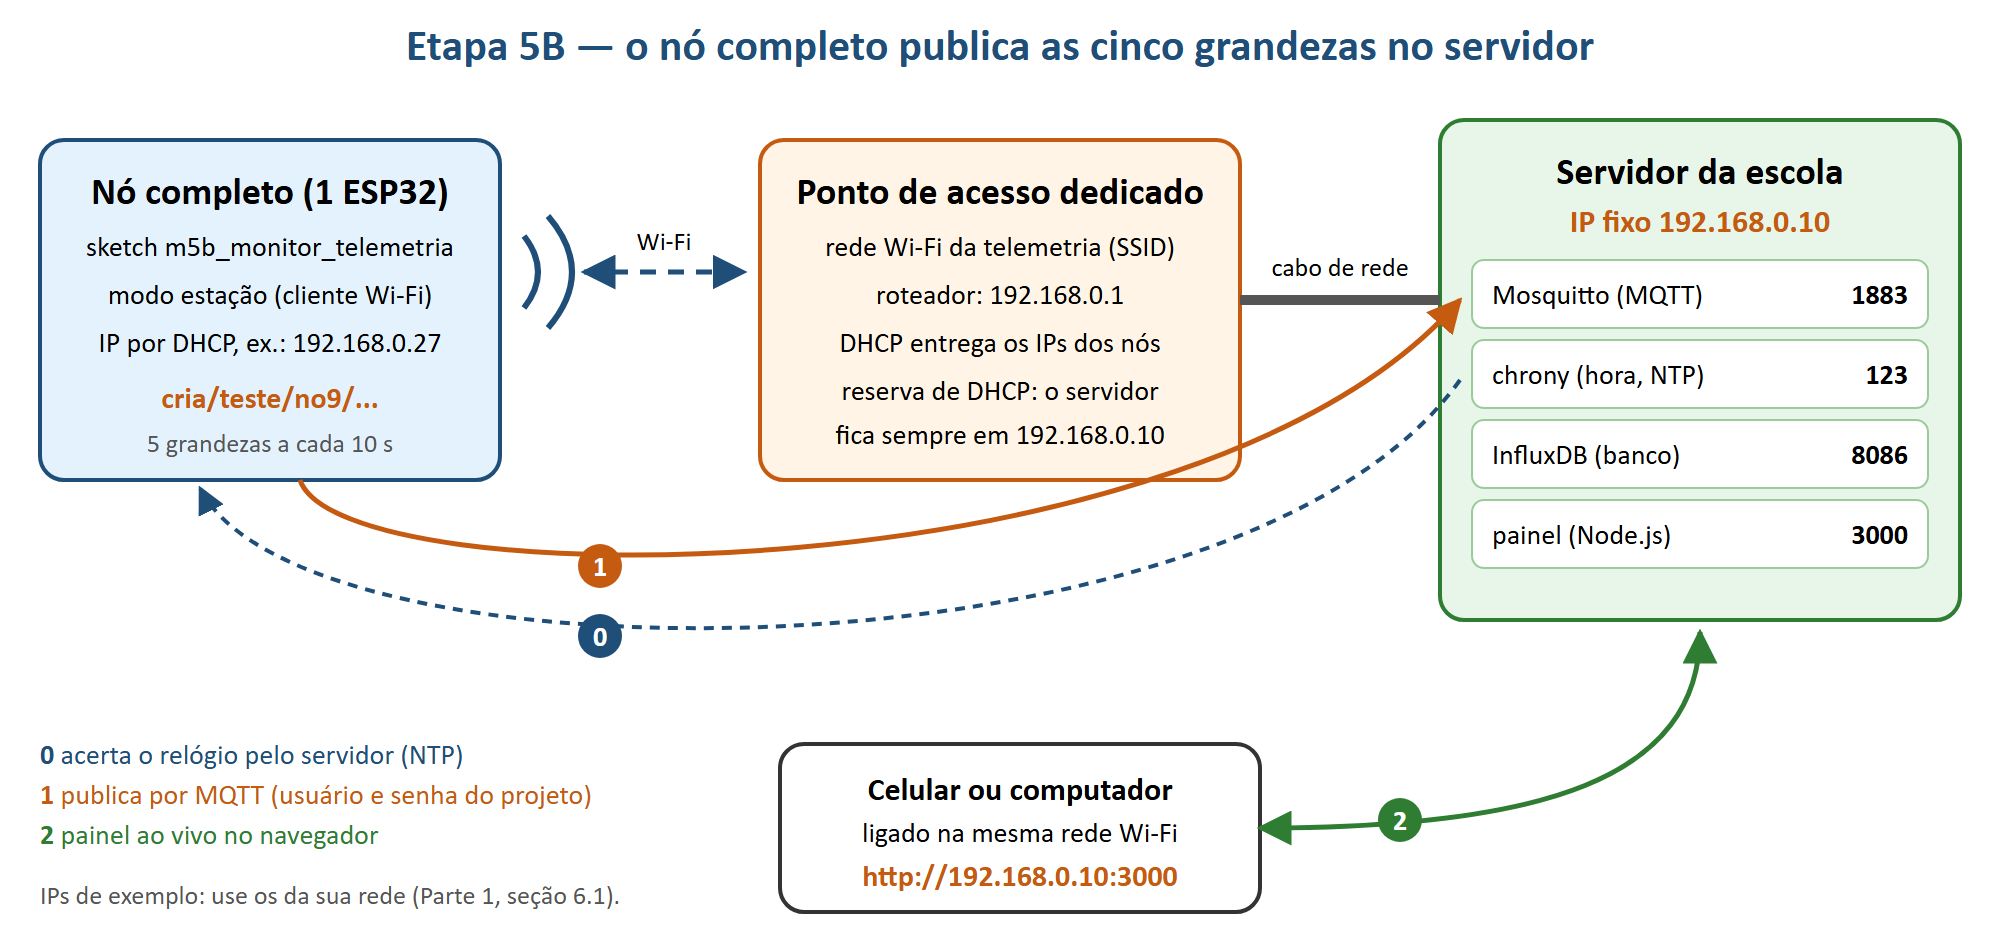 Etapa 5B — o nó completo publica as cinco grandezas no servidor
Nó completo (1 ESP32)
sketch m5b_monitor_telemetria
modo estação (cliente Wi-Fi)
IP por DHCP, ex.: 192.168.0.27
cria/teste/no9/...
5 grandezas a cada 10 s
Wi-Fi
Ponto de acesso dedicado
rede Wi-Fi da telemetria (SSID)
roteador: 192.168.0.1
DHCP entrega os IPs dos nós
reserva de DHCP: o servidor
fica sempre em 192.168.0.10
cabo de rede
Servidor da escola
IP fixo 192.168.0.10
Mosquitto (MQTT) 1883
chrony (hora, NTP) 123
InfluxDB (banco) 8086
painel (Node.js) 3000
1
0
0 acerta o relógio pelo servidor (NTP)
1 publica por MQTT (usuário e senha do projeto)
2 painel ao vivo no navegador
IPs de exemplo: use os da sua rede (Parte 1, seção 6.1).
Celular ou computador
ligado na mesma rede Wi-Fi
http://192.168.0.10:3000
2